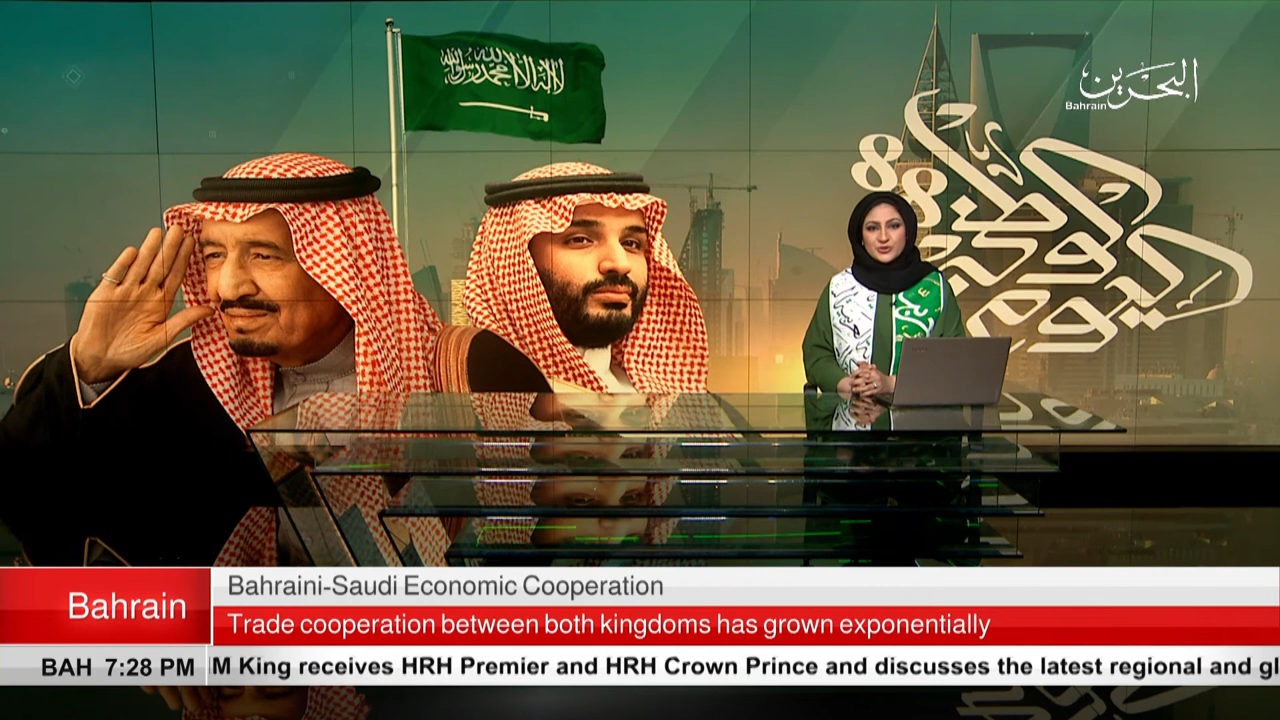 لا إله إلا الله محمد رسول الله
البحرين
Bahrain
اليوم الوطني
Bahrain
Bahraini-Saudi Economic Cooperation
Trade cooperation between both kingdoms has grown exponentially
BAH 7:28 PM
M King receives HRH Premier and HRH Crown Prince and discusses the latest regional and gl